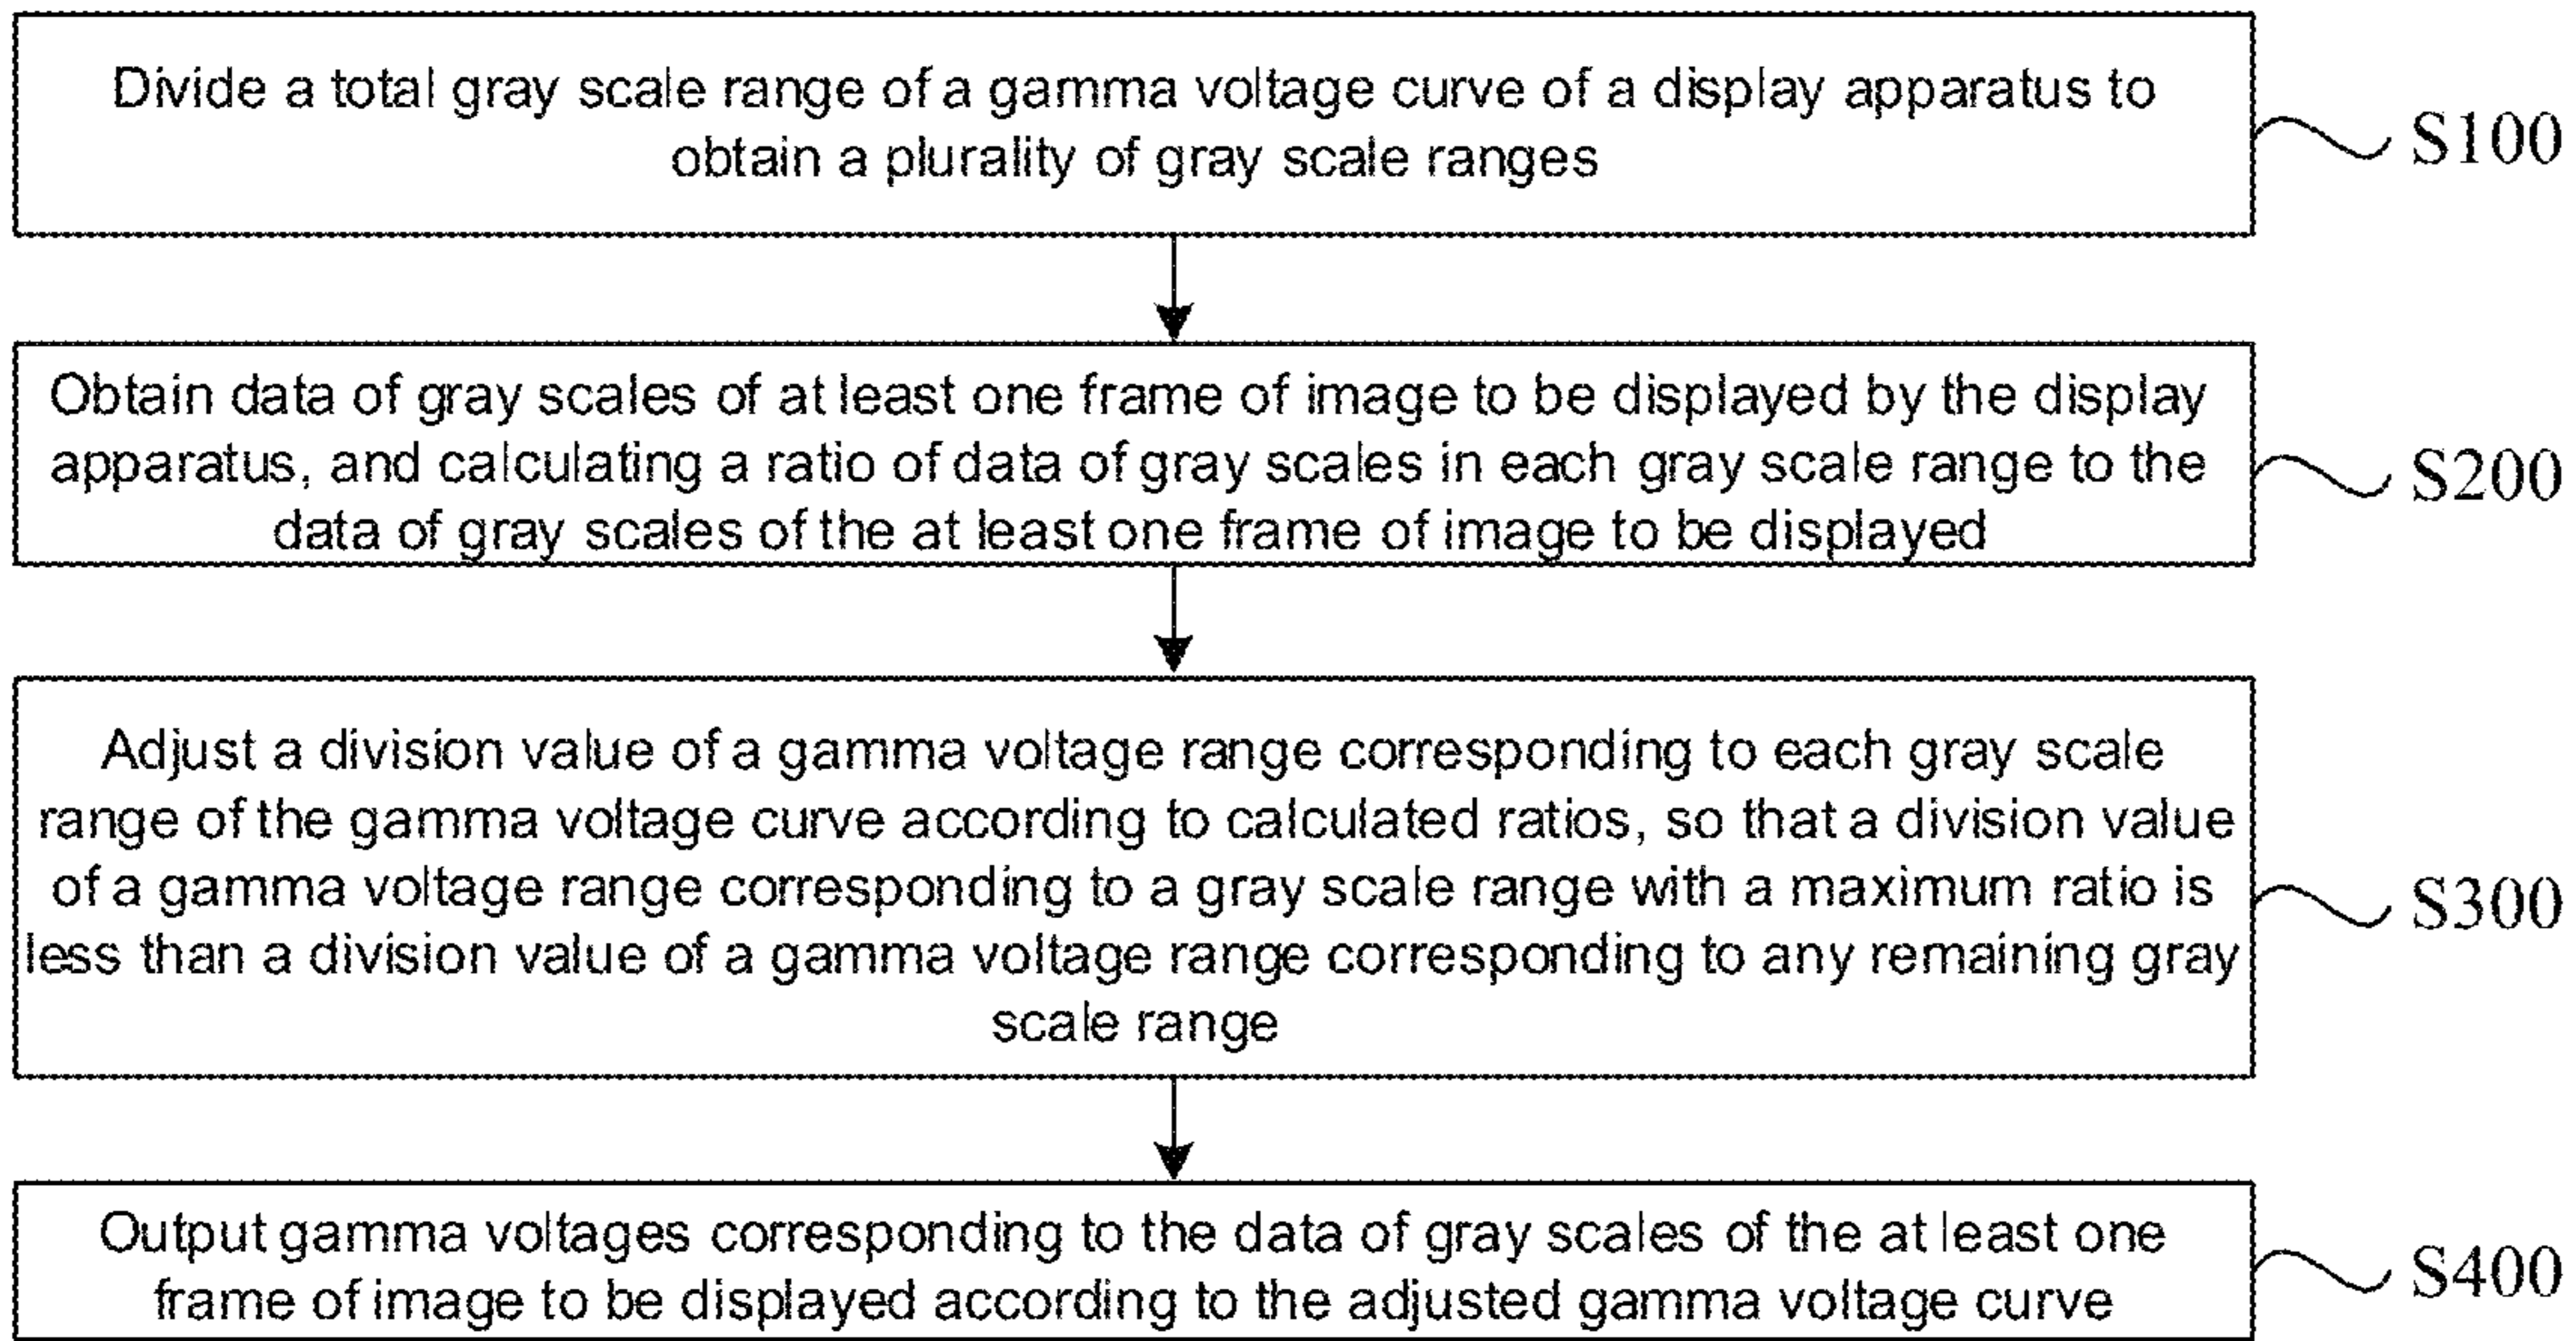 Divide a total gray scale range of a gamma voltage curve of a display apparatus to
obtain a plurality of gray scale ranges
S100
Obtain data of gray scales of at least one frame of image to be displayed by the display
apparatus, and calculating a ratio of data of gray scales in each gray scale range to the
data of gray scales of the at least one frame of image to be displayed
S200
Adjust a division value of a gamma voltage range corresponding to each gray scale
range of the gamma voltage curve according to calculated ratios, so that a division value
of a gamma voltage range corresponding to a gray scale range with a maximum ratio is
less than a division value of a gamma voltage range corresponding to any remaining gray
scale range
S300
Output gamma voltages corresponding to the data of gray scales of the at least one
frame of image to be displayed according to the adjusted gamma voltage curve
S400